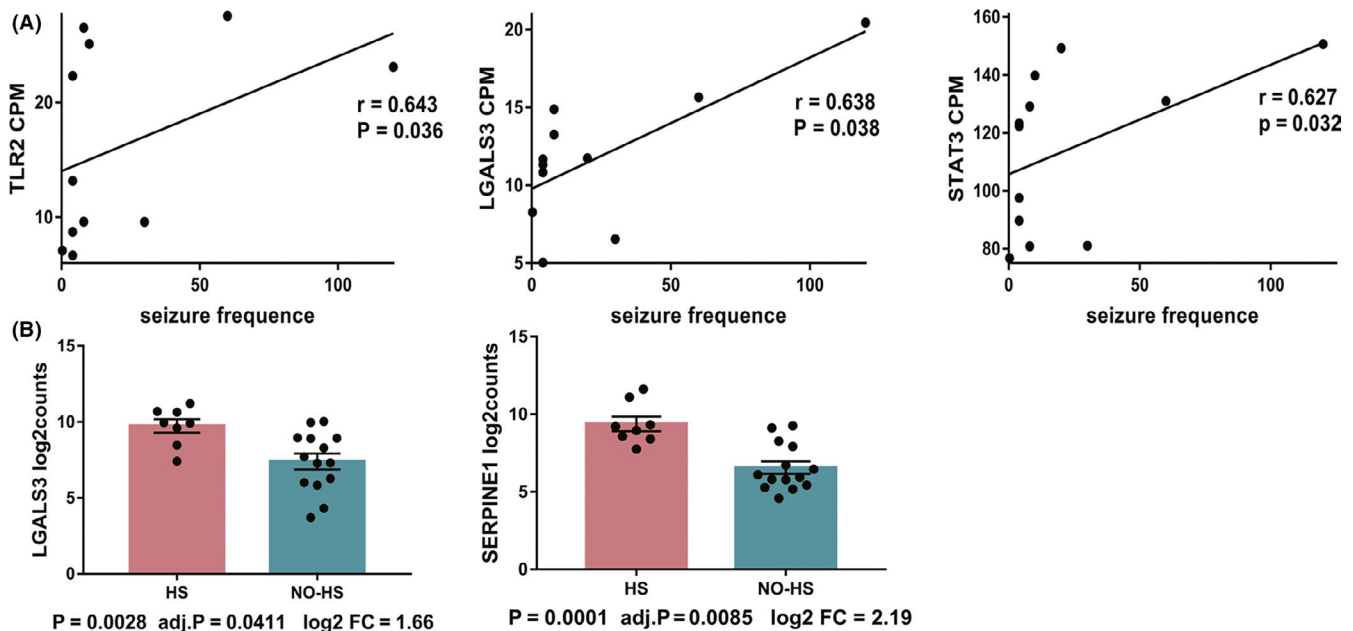 (A)
TLR2 CPM
20
10
0
50
100
seizure frequence
r = 0.643
P = 0.036
LGALS3 CPM
20
15
10
5
0
50
100
seizure frequence
r = 0.638
P = 0.038
STAT3 CPM
160
140
120
100
80
0
50
100
seizure frequence
r = 0.627
p = 0.032
(B)
LGALS3 log2counts
15
10
5
0
HS
NO-HS
P = 0.0028 adj.P = 0.0411 log2 FC = 1.66
SERPINE1 log2counts
15
10
5
0
HS
NO-HS
P = 0.0001 adj.P = 0.0085 log2 FC = 2.19